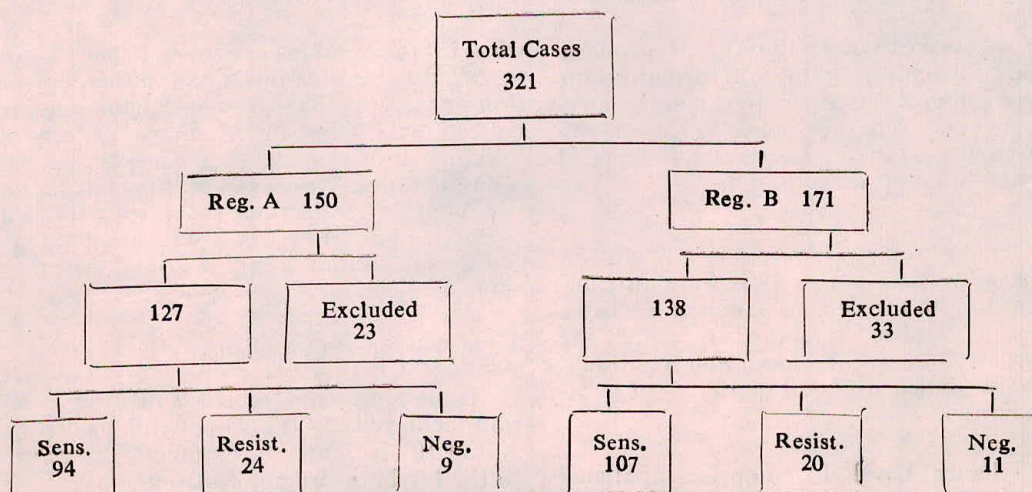 Total Cases
321
Reg. A 150
Reg. B 171
127
Excluded
23
138
Excluded
33
Sens.
94
Resist.
24
Neg.
9
Sens.
107
Resist.
20
Neg.
11